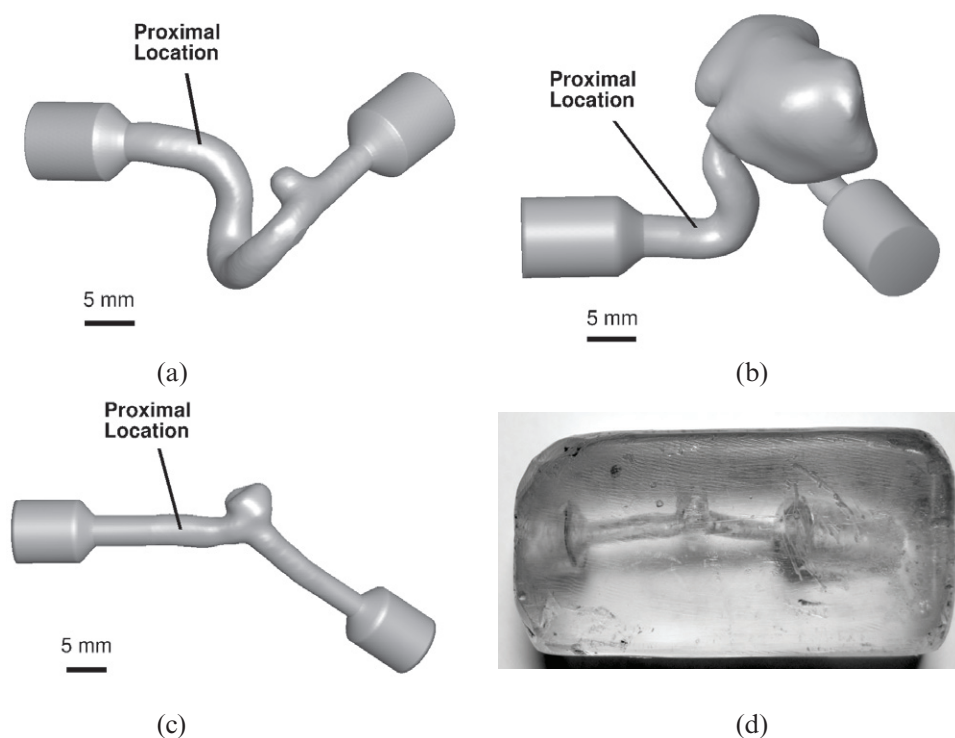 Proximal
Location
5 mm
(a)
Proximal
Location
5 mm
(b)
Proximal
Location
5 mm
(c)
(d)